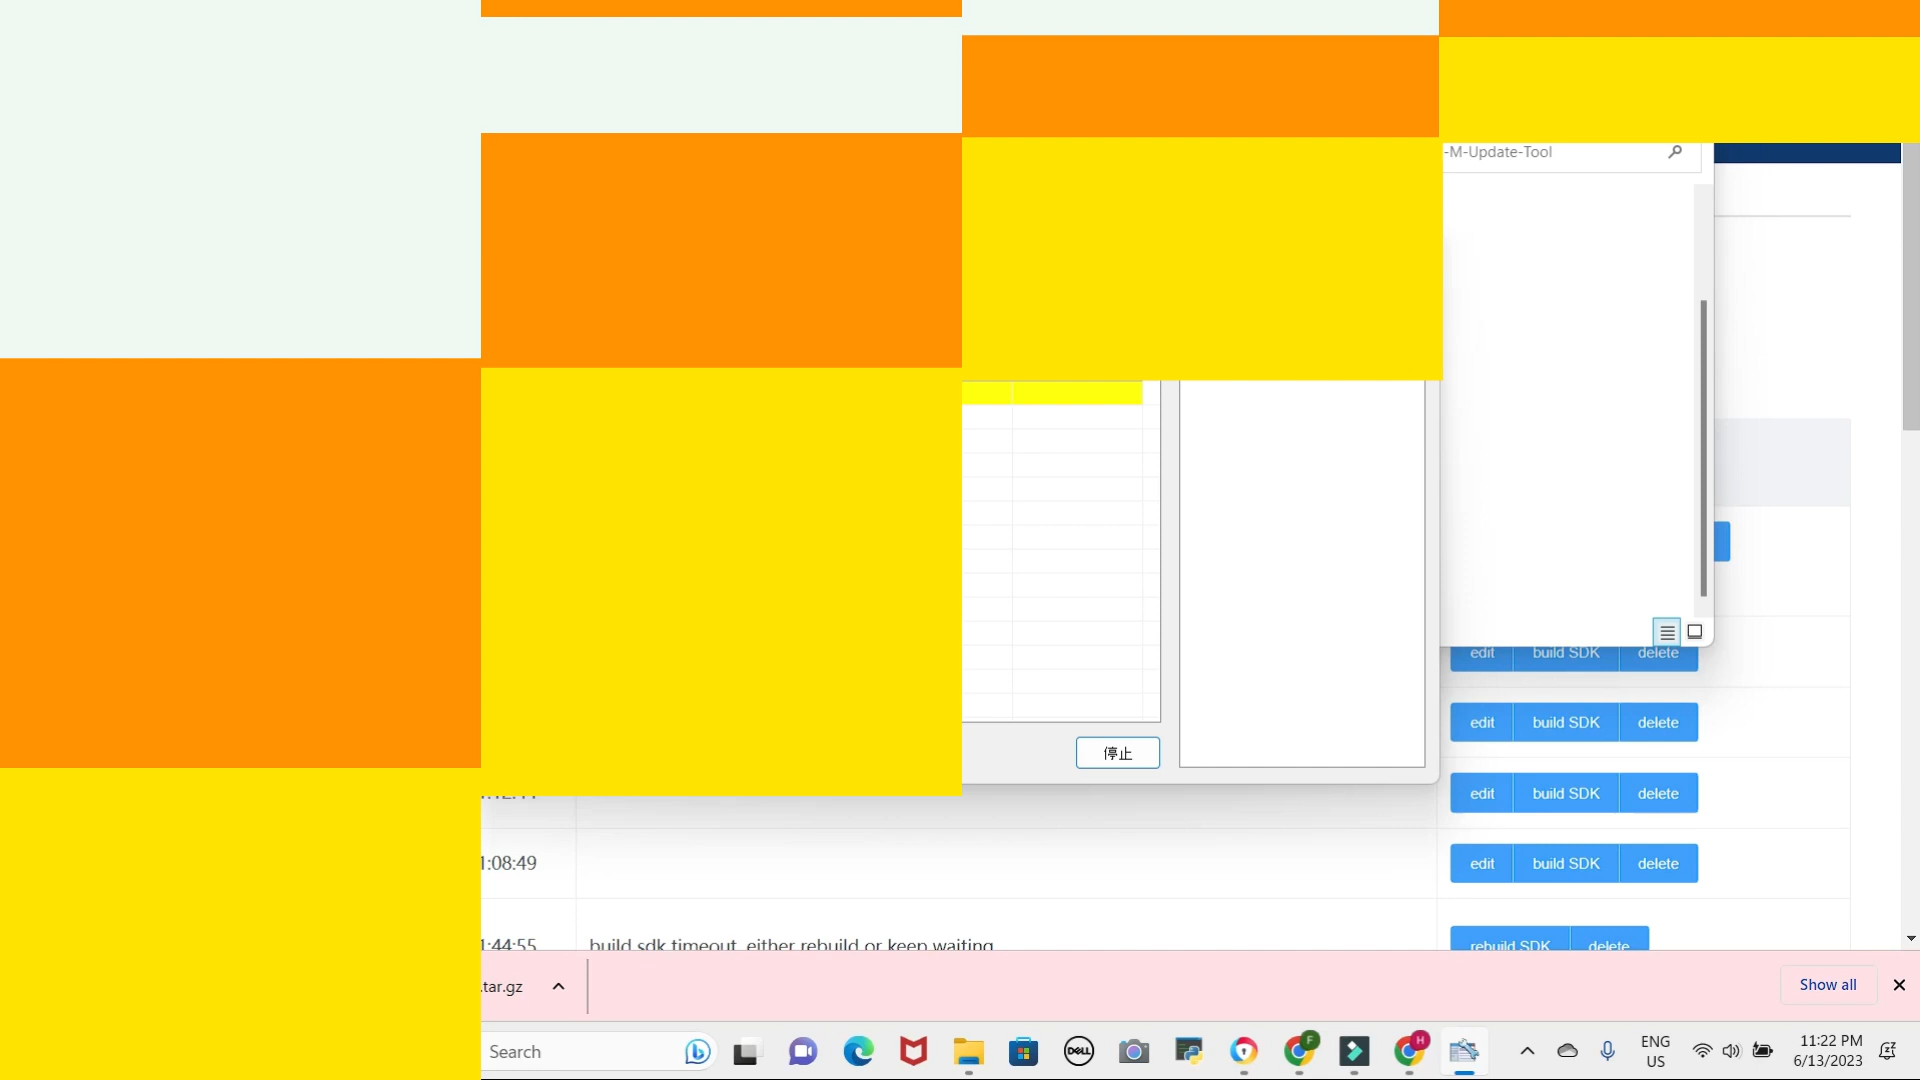 -M-Update-Tool
edit build SDK delete
edit build SDK delete
停止
edit build SDK delete
1:08:49
edit build SDK delete
1:44:55 build sdk timeout, either rebuild or keep waiting
rebuild SDK delete
.tar.gz
Show all
Search
DELL
F
H
ENG
US
11:22 PM
6/13/2023